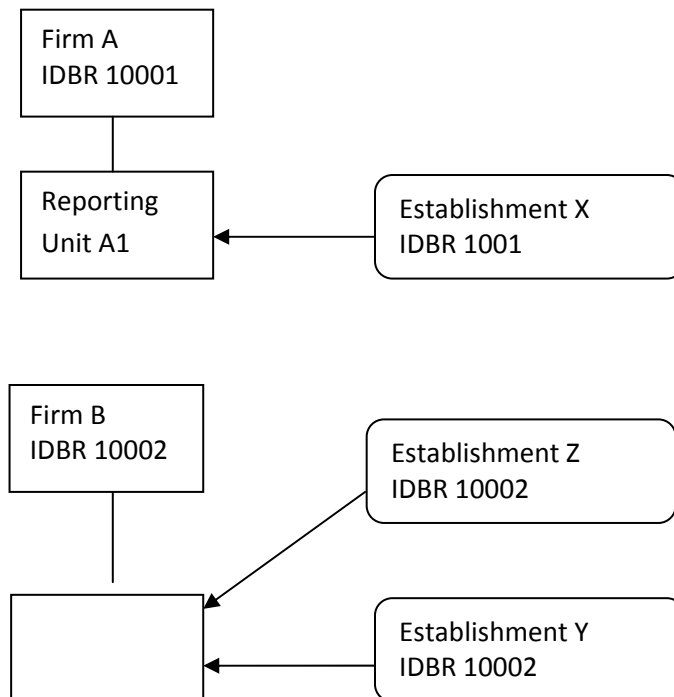 Firm A
IDBR 10001
Reporting
Unit A1
Establishment X
IDBR 1001
Firm B
IDBR 10002
Establishment Z
IDBR 10002
Establishment Y
IDBR 10002